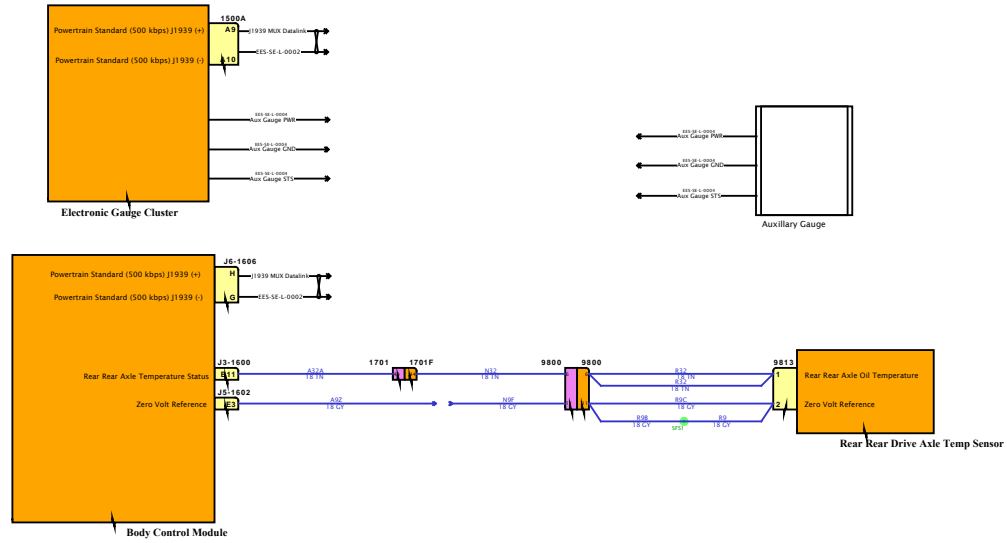 1500A
Powertrain Standard (500 kbps) J1939 (+)
A9
J1939 MUX Datalink
EES-SE-L-0002
Powertrain Standard (500 kbps) J1939 (-)
A10
EES-SE-L-0004
Aux Gauge PWR
EES-SE-L-0004
Aux Gauge GND
EES-SE-L-0004
Aux Gauge STS
Electronic Gauge Cluster
EES-SE-L-0004
Aux Gauge PWR
EES-SE-L-0004
Aux Gauge GND
EES-SE-L-0004
Aux Gauge STS
Auxillary Gauge
J6-1606
Powertrain Standard (500 kbps) J1939 (+)
H
J1939 MUX Datalink
Powertrain Standard (500 kbps) J1939 (-)
G
EES-SE-L-0002
J3-1600
1701
1701F
9800
9800
9813
Rear Rear Axle Temperature Status
E11
A32A
18 TN
N32
18 TN
R32
18 TN
R32
18 TN
1
Rear Rear Axle Oil Temperature
J5-1602
Zero Volt Reference
E3
A9Z
18 GY
N9F
18 GY
R9C
18 GY
2
Zero Volt Reference
R9B
18 GY
R9
18 GY
Rear Rear Drive Axle Temp Sensor
Body Control Module